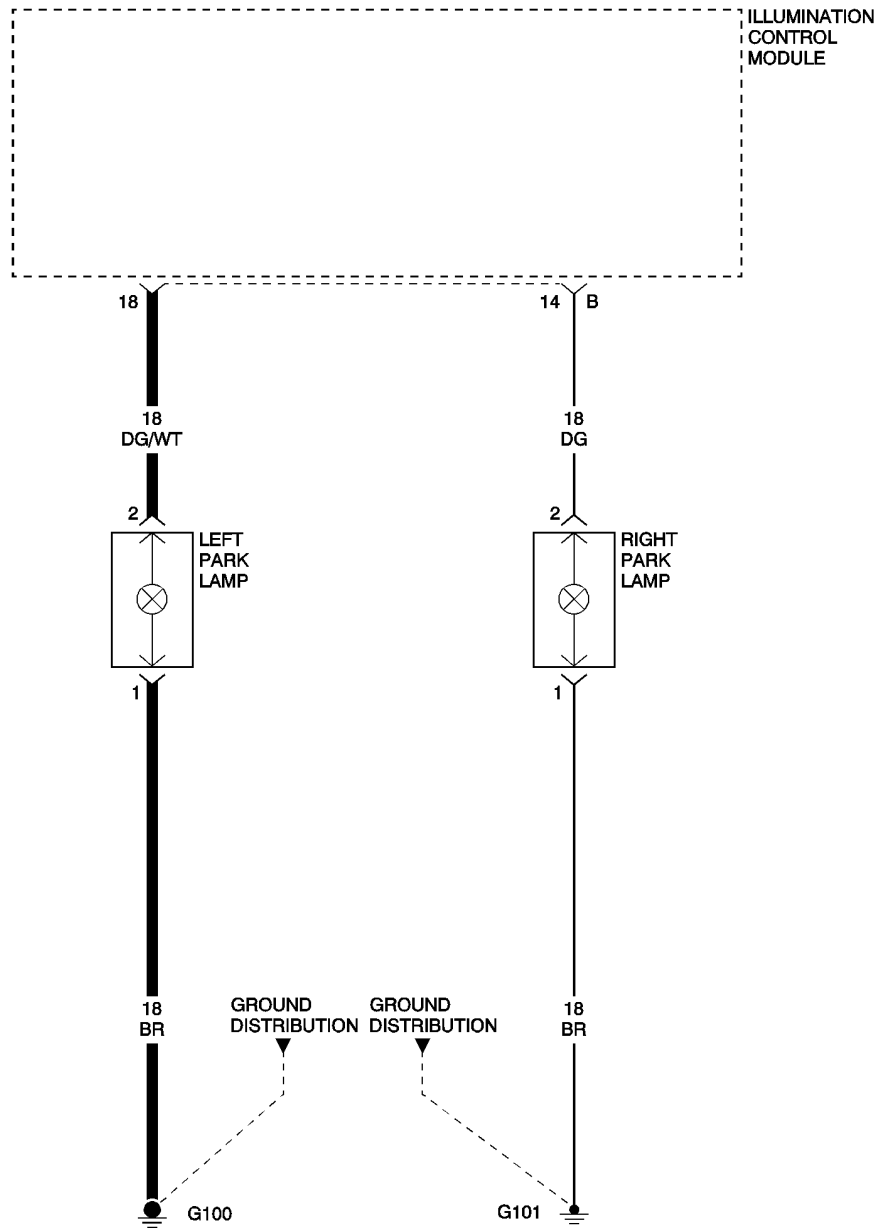 ILLUMINATION
CONTROL
MODULE
18
14
B
18
DG/WT
18
DG
2
LEFT
PARK
LAMP
2
RIGHT
PARK
LAMP
1
1
18
BR
GROUND
DISTRIBUTION
GROUND
DISTRIBUTION
18
BR
G100
G101